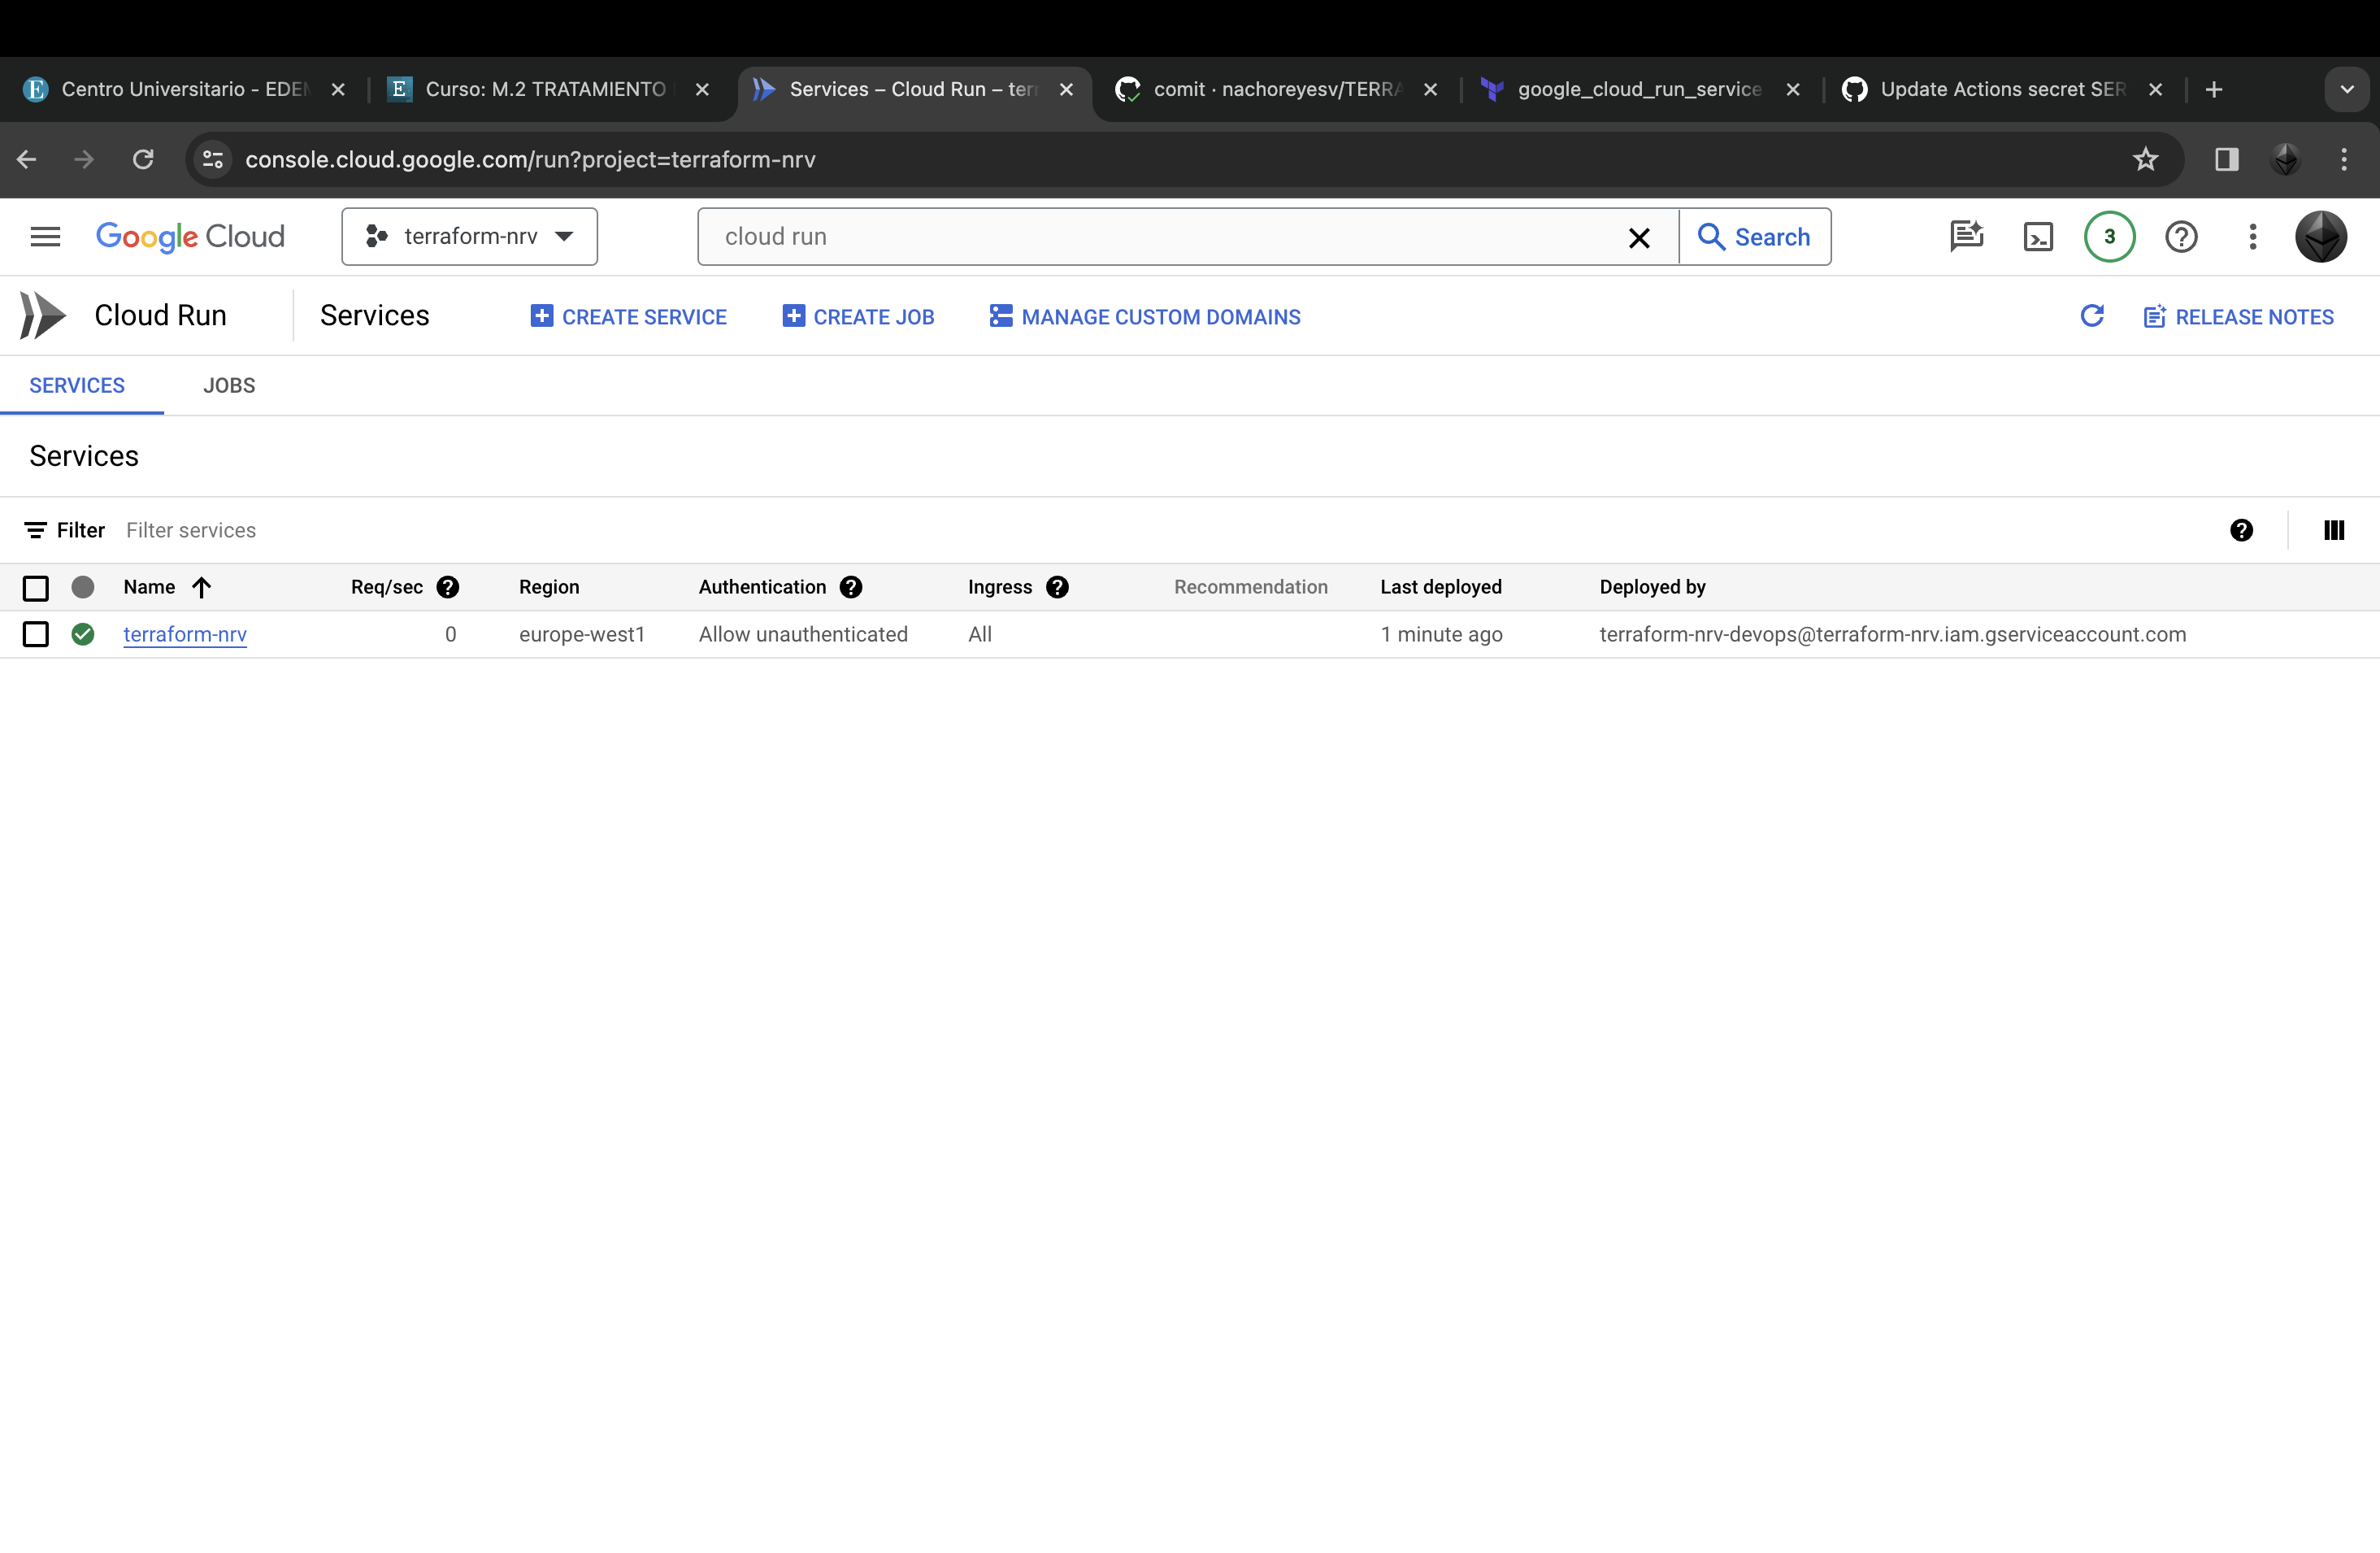 Centro Universitario - EDEM
Curso: M.2 TRATAMIENTO
Services – Cloud Run – terr
comit · nachoreyesv/TERRA
google_cloud_run_service
Update Actions secret SER
console.cloud.google.com/run?project=terraform-nrv
Google Cloud
terraform-nrv
cloud run
Search
3
Cloud Run
Services
CREATE SERVICE
CREATE JOB
MANAGE CUSTOM DOMAINS
RELEASE NOTES
SERVICES
JOBS
Services
Filter Filter services
Name Req/sec Region Authentication Ingress Recommendation Last deployed Deployed by
terraform-nrv 0 europe-west1 Allow unauthenticated All 1 minute ago terraform-nrv-devops@terraform-nrv.iam.gserviceaccount.com